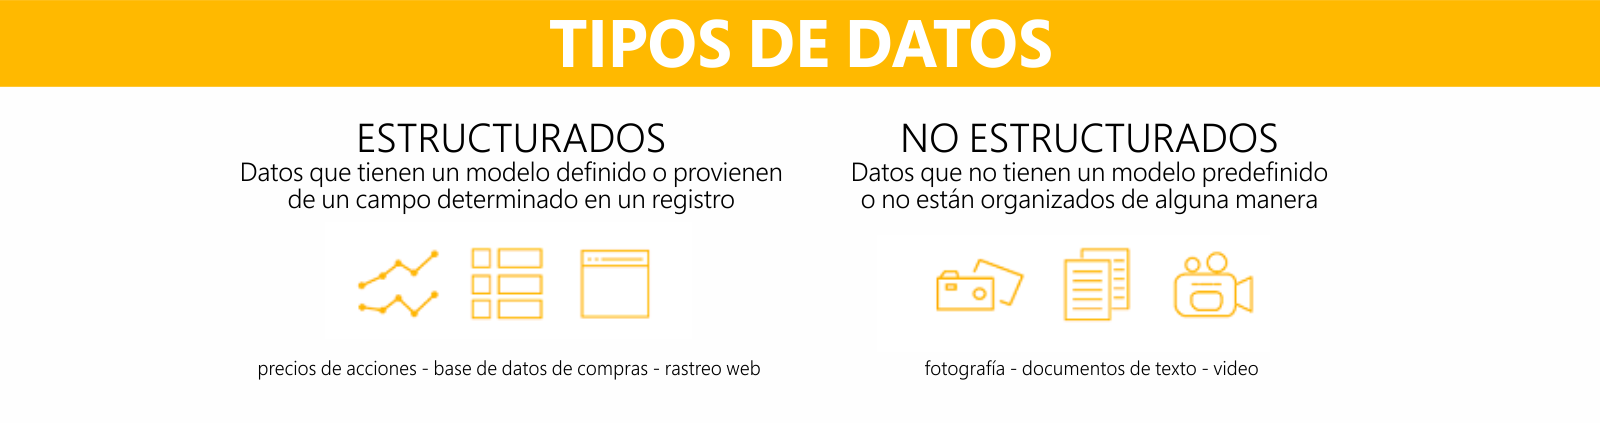 TIPOS DE DATOS
ESTRUCTURADOS
Datos que tienen un modelo definido o provienen
de un campo determinado en un registro
precios de acciones - base de datos de compras - rastreo web
NO ESTRUCTURADOS
Datos que no tienen un modelo predefinido
o no están organizados de alguna manera
fotografía - documentos de texto - video